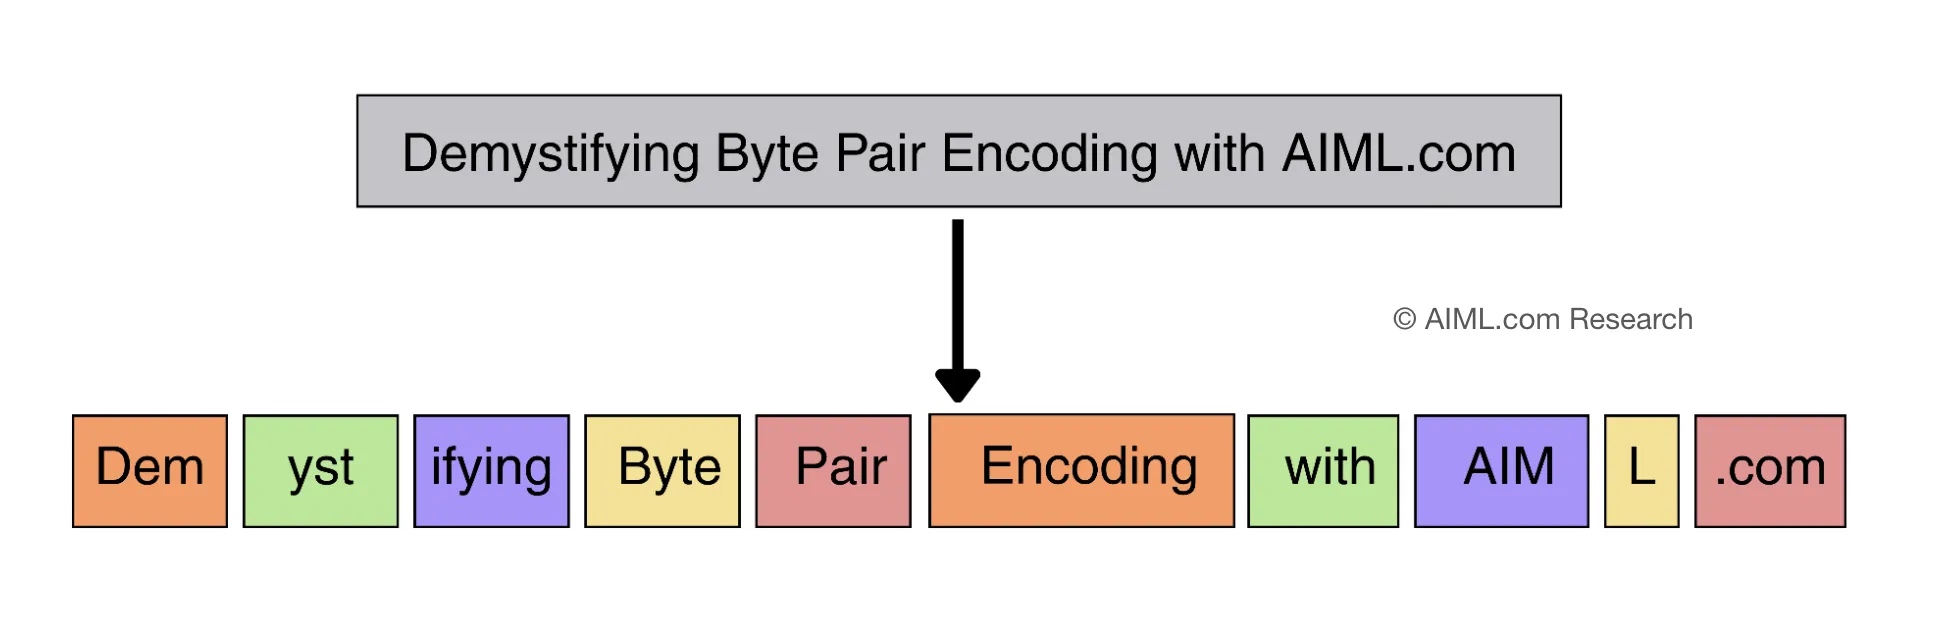 Demystifying Byte Pair Encoding with AIML.com
© AIML.com Research
Dem yst ifying Byte Pair Encoding with AIM L .com